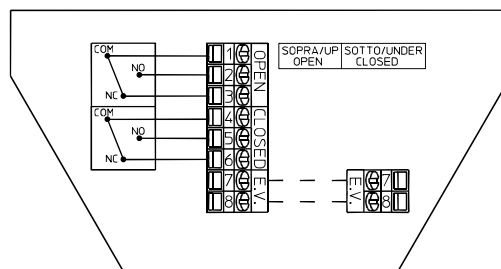 COM
NO
NC
COM
NO
NC
1
2
3
4
5
6
7
8
OPEN
CLOSED
E.V.
SOPRA/UP SOTTO/UNDER
OPEN CLOSED
E.V.
7
8